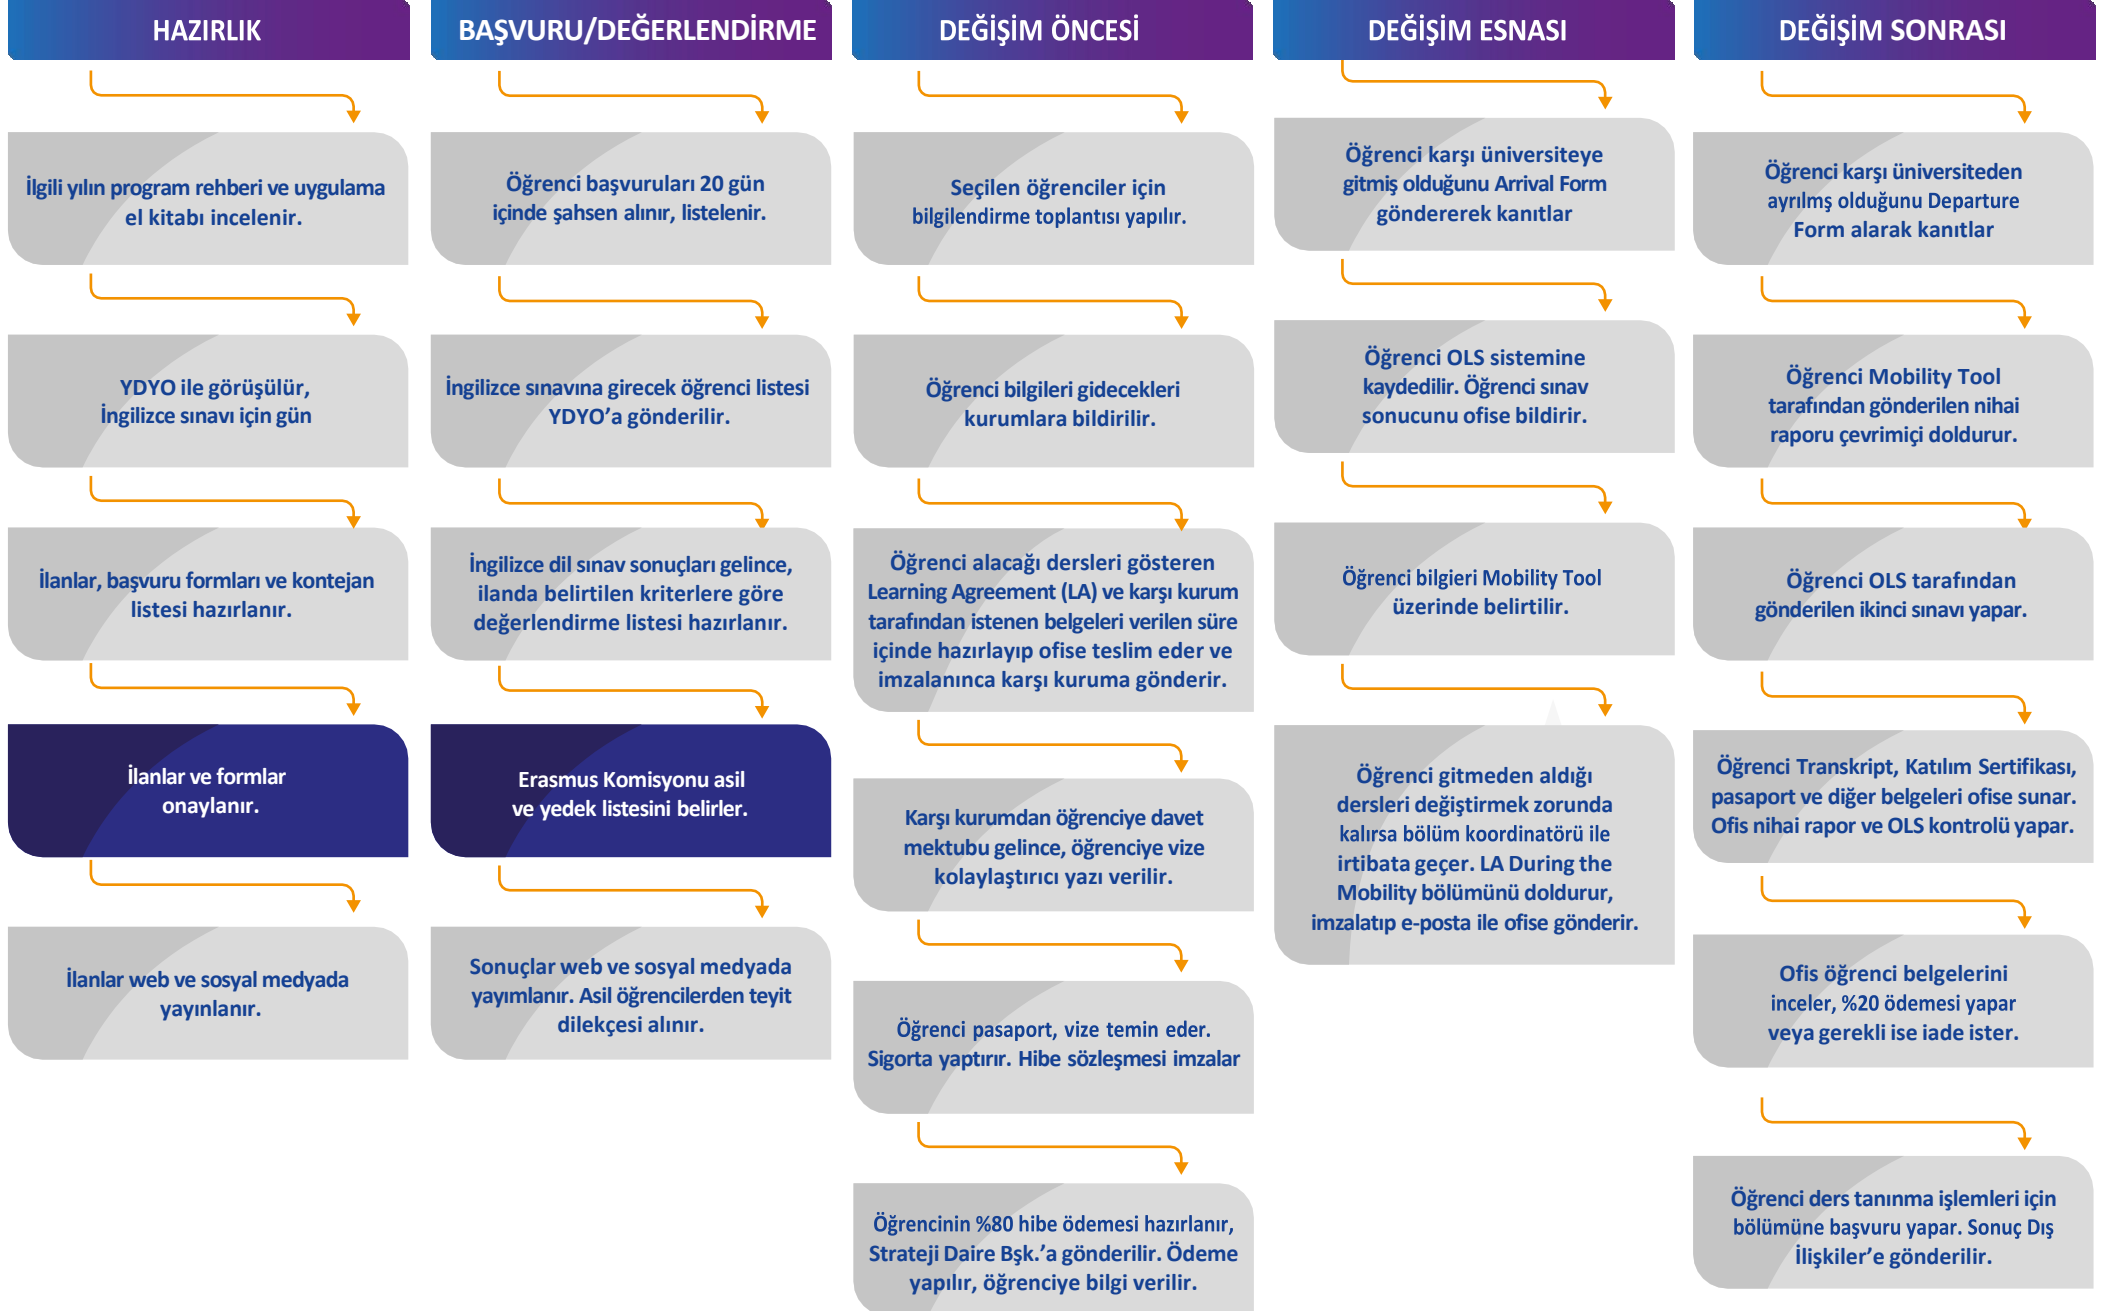 HAZIRLIK
İlgili yılın program rehberi ve uygulama
el kitabı incelenir.
YDYO ile görüşülür,
İngilizce sınavı için gün
İlanlar, başvuru formları ve kontejan
listesi hazırlanır.
İlanlar ve formlar
onaylanır.
İlanlar web ve sosyal medyada
yayınlanır.
BAŞVURU/DEĞERLENDİRME
Öğrenci başvuruları 20 gün
içinde şahsen alınır, listelenir.
İngilizce sınavına girecek öğrenci listesi
YDYO’a gönderilir.
İngilizce dil sınav sonuçları gelince,
ilanda belirtilen kriterlere göre
değerlendirme listesi hazırlanır.
Erasmus Komisyonu asil
ve yedek listesini belirler.
Sonuçlar web ve sosyal medyada
yayımlanır. Asil öğrencilerden teyit
dilekçesi alınır.
DEĞİŞİM ÖNCESİ
Seçilen öğrenciler için
bilgilendirme toplantısı yapılır.
Öğrenci bilgileri gidecekleri
kurumlara bildirilir.
Öğrenci alacağı dersleri gösteren
Learning Agreement (LA) ve karşı kurum
tarafından istenen belgeleri verilen süre
içinde hazırlayıp ofise teslim eder ve
imzalanınca karşı kuruma gönderir.
Karşı kurumdan öğrenciye davet
mektubu gelince, öğrenciye vize
kolaylaştırıcı yazı verilir.
Öğrenci pasaport, vize temin eder.
Sigorta yaptırır. Hibe sözleşmesi imzalar
Öğrencinin %80 hibe ödemesi hazırlanır,
Strateji Daire Bşk.’a gönderilir. Ödeme
yapılır, öğrenciye bilgi verilir.
DEĞİŞİM ESNASI
Öğrenci karşı üniversiteye
gitmiş olduğunu Arrival Form
göndererek kanıtlar
Öğrenci OLS sistemine
kaydedilir. Öğrenci sınav
sonucunu ofise bildirir.
Öğrenci bilgieri Mobility Tool
üzerinde belirtilir.
Öğrenci gitmeden aldığı
dersleri değiştirmek zorunda
kalırsa bölüm koordinatörü ile
irtibata geçer. LA During the
Mobility bölümünü doldurur,
imzalatıp e-posta ile ofise gönderir.
DEĞİŞİM SONRASI
Öğrenci karşı üniversiteden
ayrılmş olduğunu Departure
Form alarak kanıtlar
Öğrenci Mobility Tool
tarafından gönderilen nihai
raporu çevrimiçi doldurur.
Öğrenci OLS tarafından
gönderilen ikinci sınavı yapar.
Öğrenci Transkript, Katılım Sertifikası,
pasaport ve diğer belgeleri ofise sunar.
Ofis nihai rapor ve OLS kontrolü yapar.
Ofis öğrenci belgelerini
inceler, %20 ödemesi yapar
veya gerekli ise iade ister.
Öğrenci ders tanınma işlemleri için
bölümüne başvuru yapar. Sonuç Dış
İlişkiler’e gönderilir.